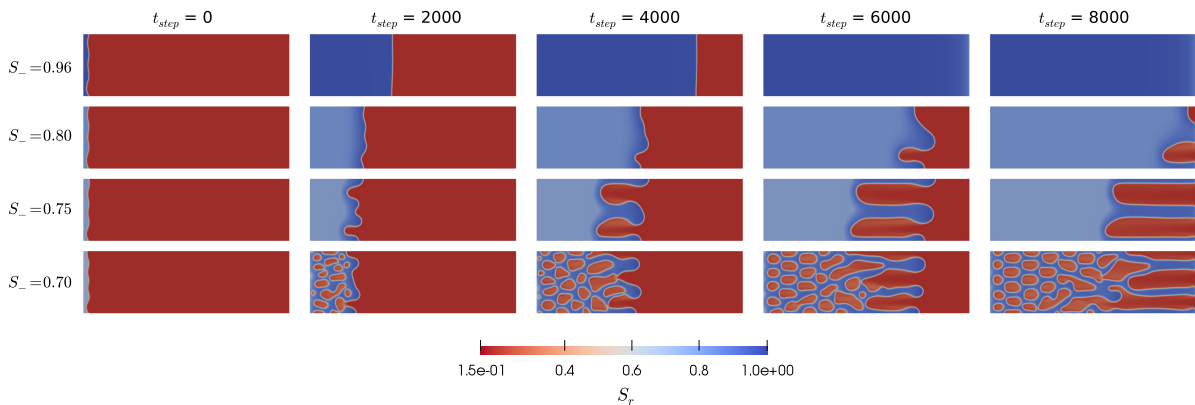 t_step = 0 t_step = 2000 t_step = 4000 t_step = 6000 t_step = 8000
S_−=0.96
S_−=0.80
S_−=0.75
S_−=0.70
1.5e-01 0.4 0.6 0.8 1.0e+00
S_r